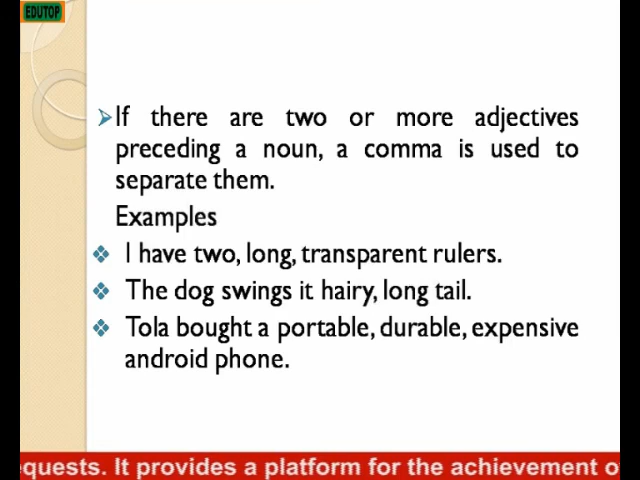 EDUTOP
If there are two or more adjectives
preceding a noun, a comma is used to
separate them.
Examples
I have two, long, transparent rulers.
The dog swings it hairy, long tail.
Tola bought a portable, durable, expensive
android phone.
equests. It provides a platform for the achievement o